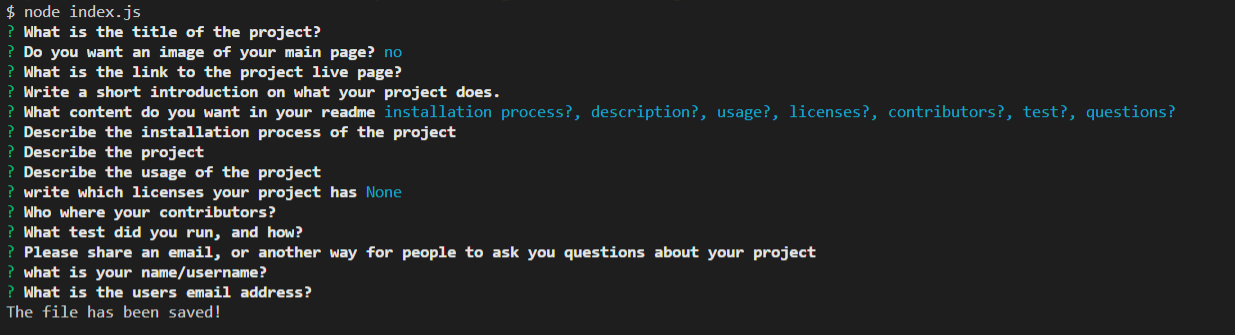 $ node index.js
? What is the title of the project?
? Do you want an image of your main page? no
? What is the link to the project live page?
? Write a short introduction on what your project does.
? What content do you want in your readme installation process?, description?, usage?, licenses?, contributors?, test?, questions?
? Describe the installation process of the project
? Describe the project
? Describe the usage of the project
? write which licenses your project has None
? Who where your contributors?
? What test did you run, and how?
? Please share an email, or another way for people to ask you questions about your project
? what is your name/username?
? What is the users email address?
The file has been saved!